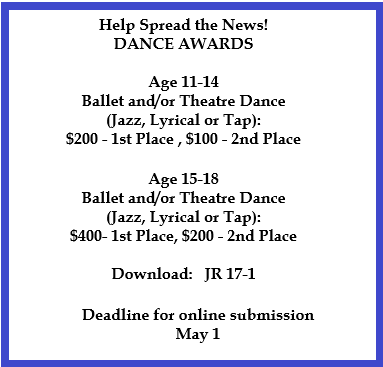 Help Spread the News!
DANCE AWARDS
Age 11-14
Ballet and/or Theatre Dance
(Jazz, Lyrical or Tap):
$200 - 1st Place , $100 - 2nd Place
Age 15-18
Ballet and/or Theatre Dance
(Jazz, Lyrical or Tap):
$400- 1st Place, $200 - 2nd Place
Download: JR 17-1
Deadline for online submission
May 1